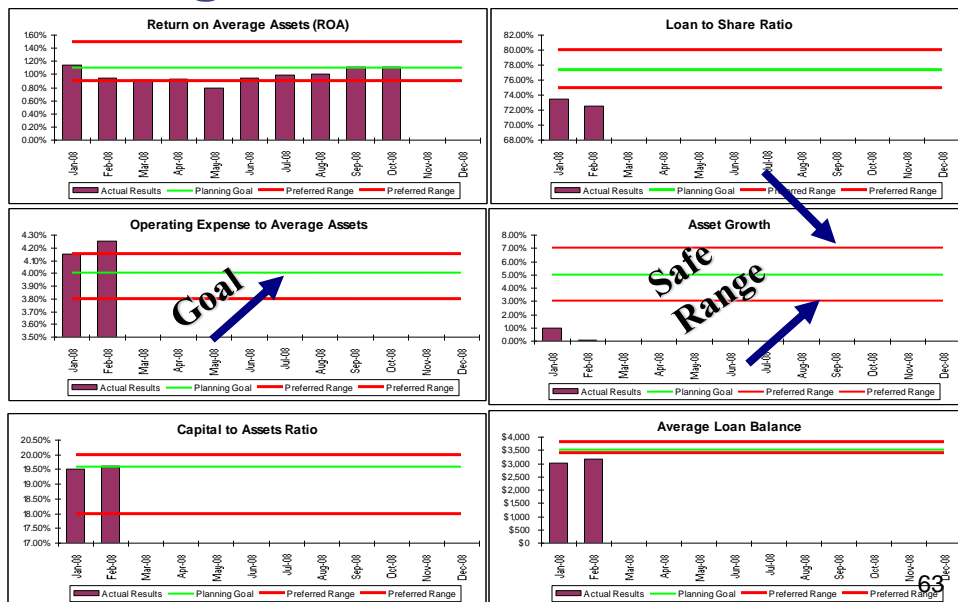 Return on Average Assets (ROA)
1.60%
1.40%
1.20%
1.00%
0.80%
0.60%
0.40%
0.20%
0.00%
Jan-08 Feb-08 Mar-08 Apr-08 May-08 Jun-08 Jul-08 Aug-08 Sep-08 Oct-08 Nov-08 Dec-08
Actual Results Planning Goal Preferred Range Preferred Range
Loan to Share Ratio
82.00%
80.00%
78.00%
76.00%
74.00%
72.00%
70.00%
68.00%
Jan-08 Feb-08 Mar-08 Apr-08 May-08 Jun-08 Jul-08 Aug-08 Sep-08 Oct-08 Nov-08 Dec-08
Actual Results Planning Goal Preferred Range Preferred Range
Operating Expense to Average Assets
4.30%
4.20%
4.10%
4.00%
3.90%
3.80%
3.70%
3.60%
3.50%
Goal
Jan-08 Feb-08 Mar-08 Apr-08 May-08 Jun-08 Jul-08 Aug-08 Sep-08 Oct-08 Nov-08 Dec-08
Actual Results Planning Goal Preferred Range Preferred Range
Asset Growth
8.00%
7.00%
6.00%
5.00%
4.00%
3.00%
2.00%
1.00%
0.00%
Safe
Range
Jan-08 Feb-08 Mar-08 Apr-08 May-08 Jun-08 Jul-08 Aug-08 Sep-08 Oct-08 Nov-08 Dec-08
Actual Results Planning Goal Preferred Range Preferred Range
Capital to Assets Ratio
20.50%
20.00%
19.50%
19.00%
18.50%
18.00%
17.50%
17.00%
Jan-08 Feb-08 Mar-08 Apr-08 May-08 Jun-08 Jul-08 Aug-08 Sep-08 Oct-08 Nov-08 Dec-08
Actual Results Planning Goal Preferred Range Preferred Range
Average Loan Balance
$4,000
$3,500
$3,000
$2,500
$2,000
$1,500
$1,000
$500
$0
Jan-08 Feb-08 Mar-08 Apr-08 May-08 Jun-08 Jul-08 Aug-08 Sep-08 Oct-08 Nov-08 Dec-08
Actual Results Planning Goal Preferred Range Preferred Range
63